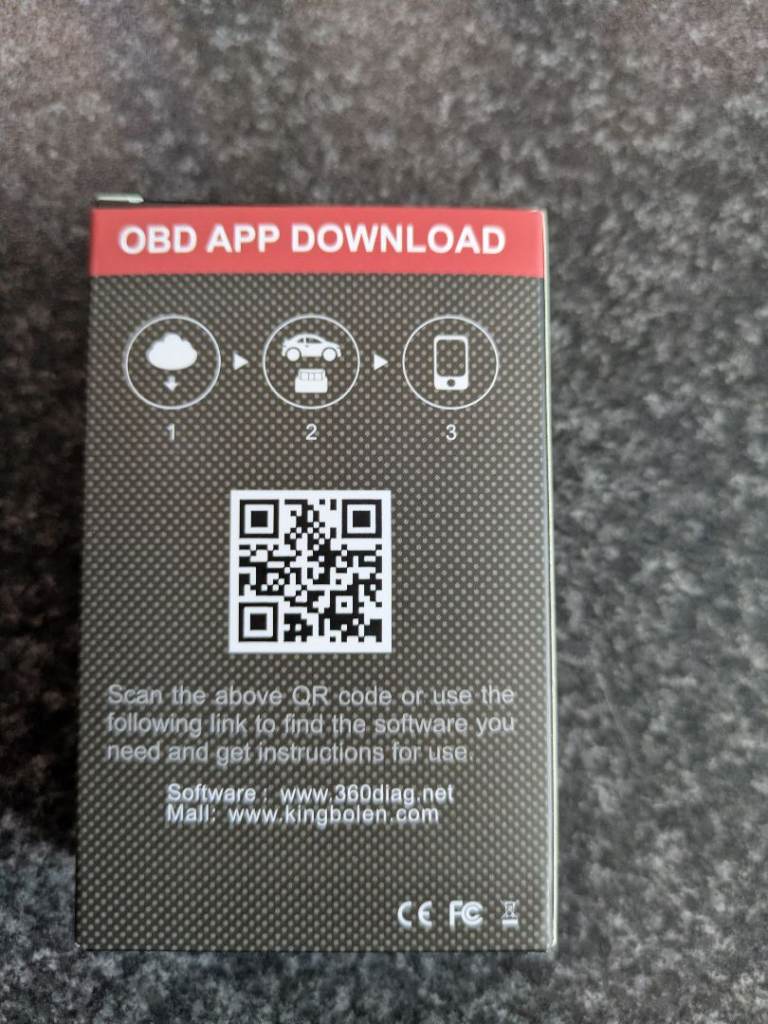 OBD APP DOWNLOAD
1 2 3
Scan the above QR code or use the
following link to find the software you
need and get instructions for use.
Software : www.360diag.net
Mall: www.kingbolen.com
CE FC